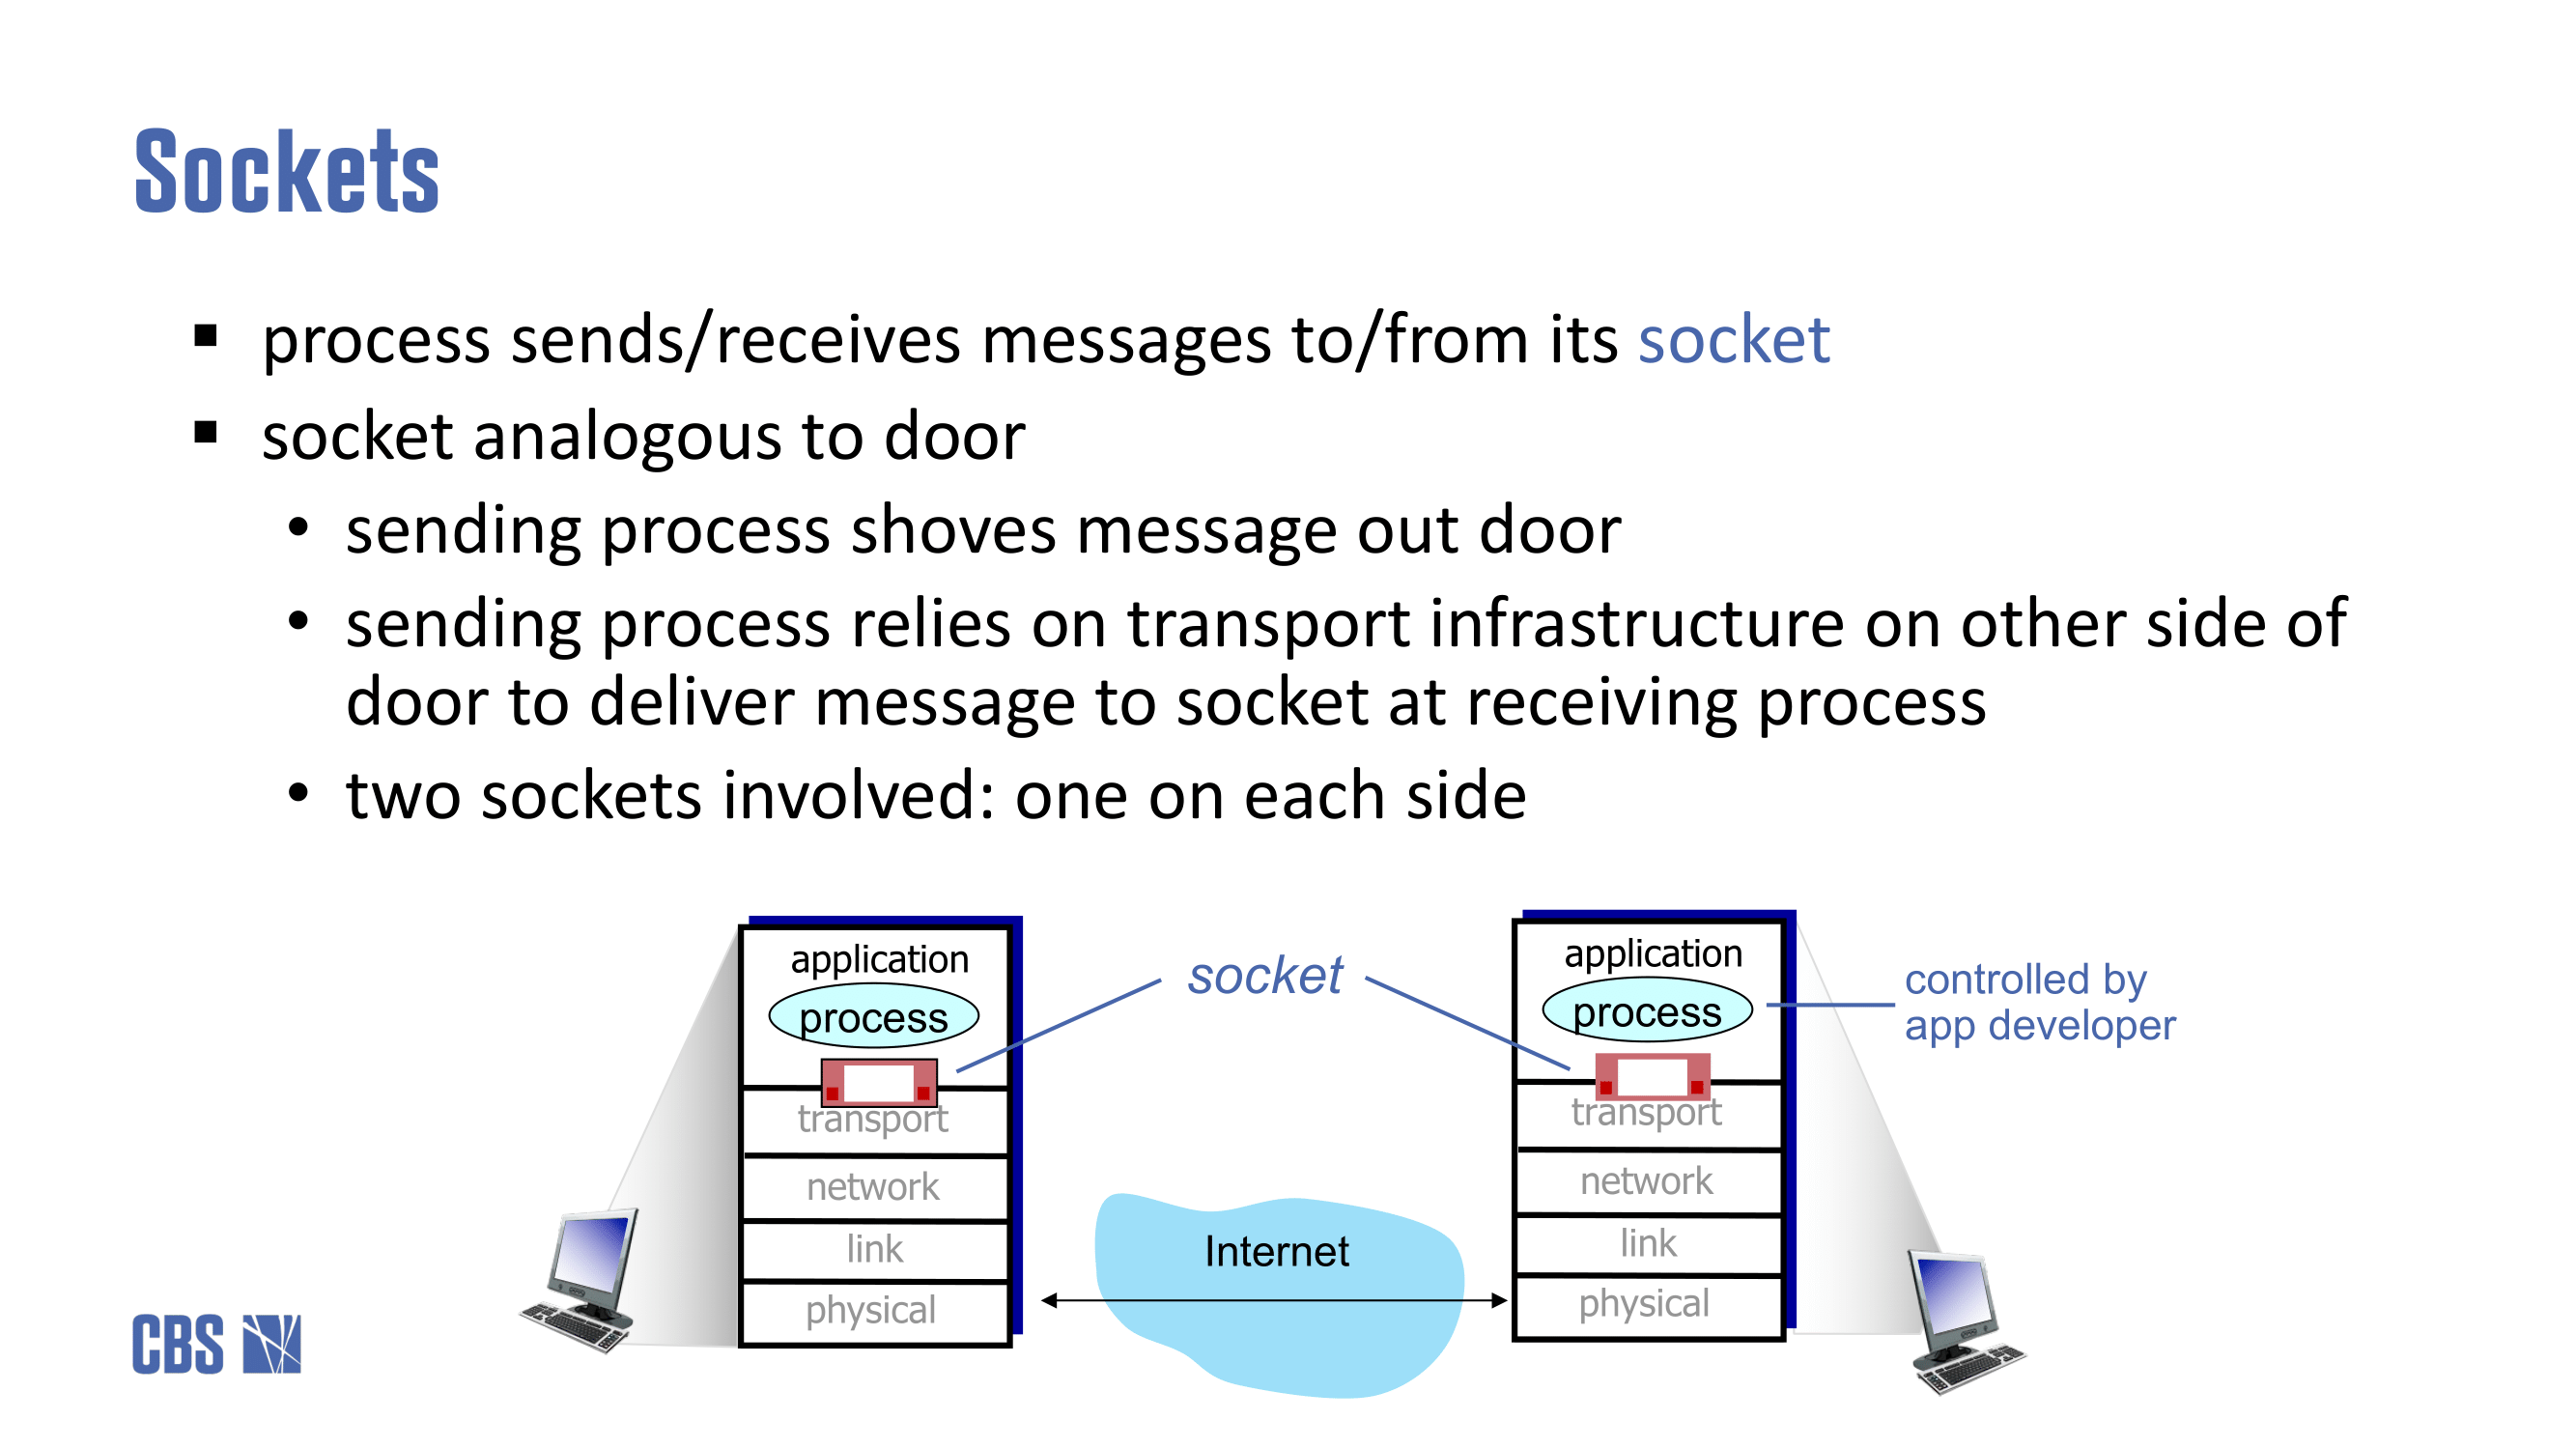 Sockets
▪ process sends/receives messages to/from its socket
▪ socket analogous to door
• sending process shoves message out door
• sending process relies on transport infrastructure on other side of
door to deliver message to socket at receiving process
• two sockets involved: one on each side
application
process
transport
network
link
physical
socket
Internet
application
process
transport
network
link
physical
controlled by
app developer
CBS